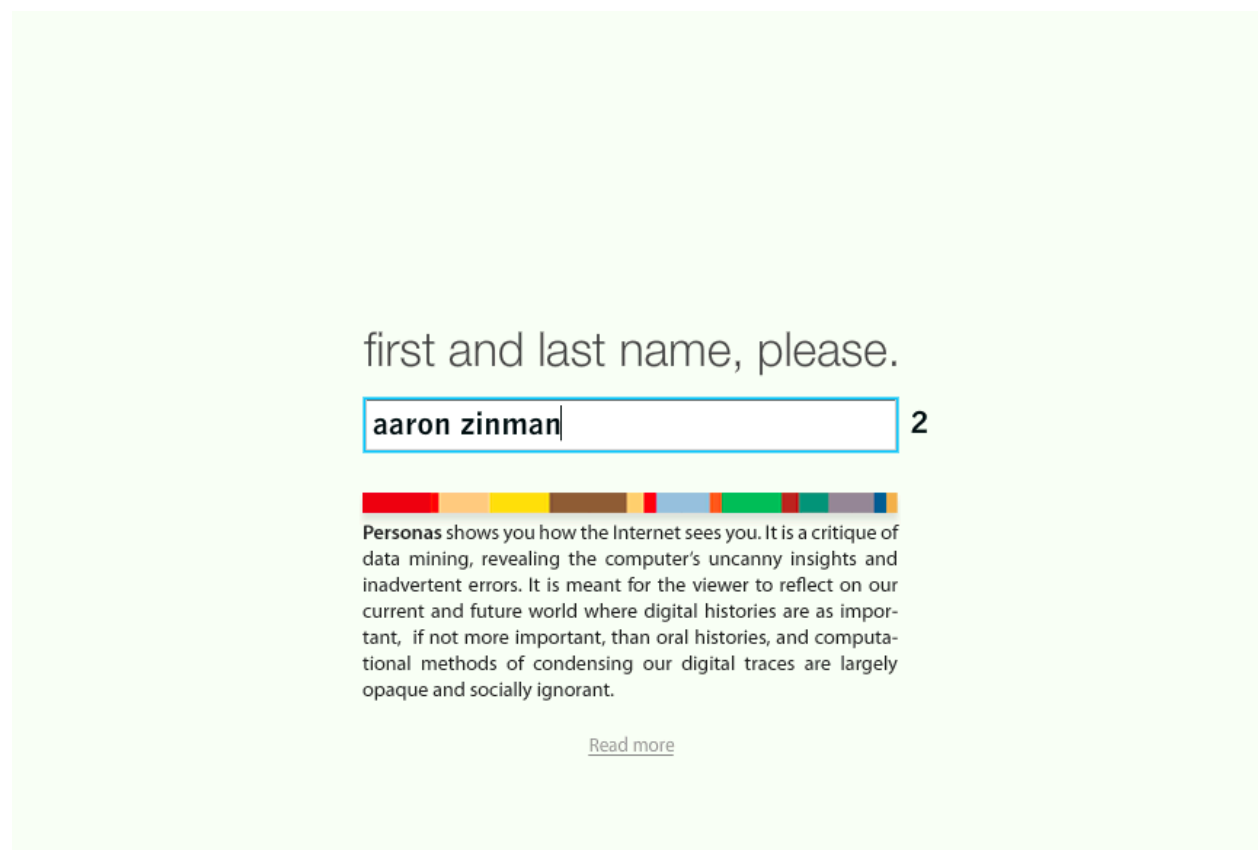 first and last name, please.
aaron zinman 2
Personas shows you how the Internet sees you. It is a critique of
data mining, revealing the computer's uncanny insights and
inadvertent errors. It is meant for the viewer to reflect on our
current and future world where digital histories are as impor-
tant, if not more important, than oral histories, and computa-
tional methods of condensing our digital traces are largely
opaque and socially ignorant.
Read more